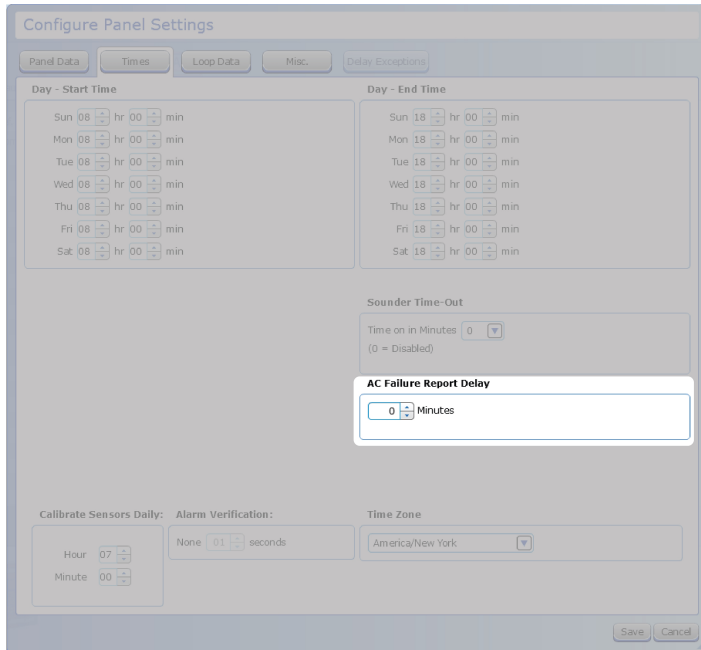 Configure Panel Settings
Panel Data Times Loop Data Misc. Delay Exceptions
Day - Start Time
Sun 08 hr 00 min
Mon 08 hr 00 min
Tue 08 hr 00 min
Wed 08 hr 00 min
Thu 08 hr 00 min
Fri 08 hr 00 min
Sat 08 hr 00 min
Day - End Time
Sun 18 hr 00 min
Mon 18 hr 00 min
Tue 18 hr 00 min
Wed 18 hr 00 min
Thu 18 hr 00 min
Fri 18 hr 00 min
Sat 18 hr 00 min
Sounder Time-Out
Time on in Minutes 0
(0 = Disabled)
AC Failure Report Delay
0 Minutes
Calibrate Sensors Daily:
Hour 07
Minute 00
Alarm Verification:
None 01 seconds
Time Zone
America/New York
Save Cancel